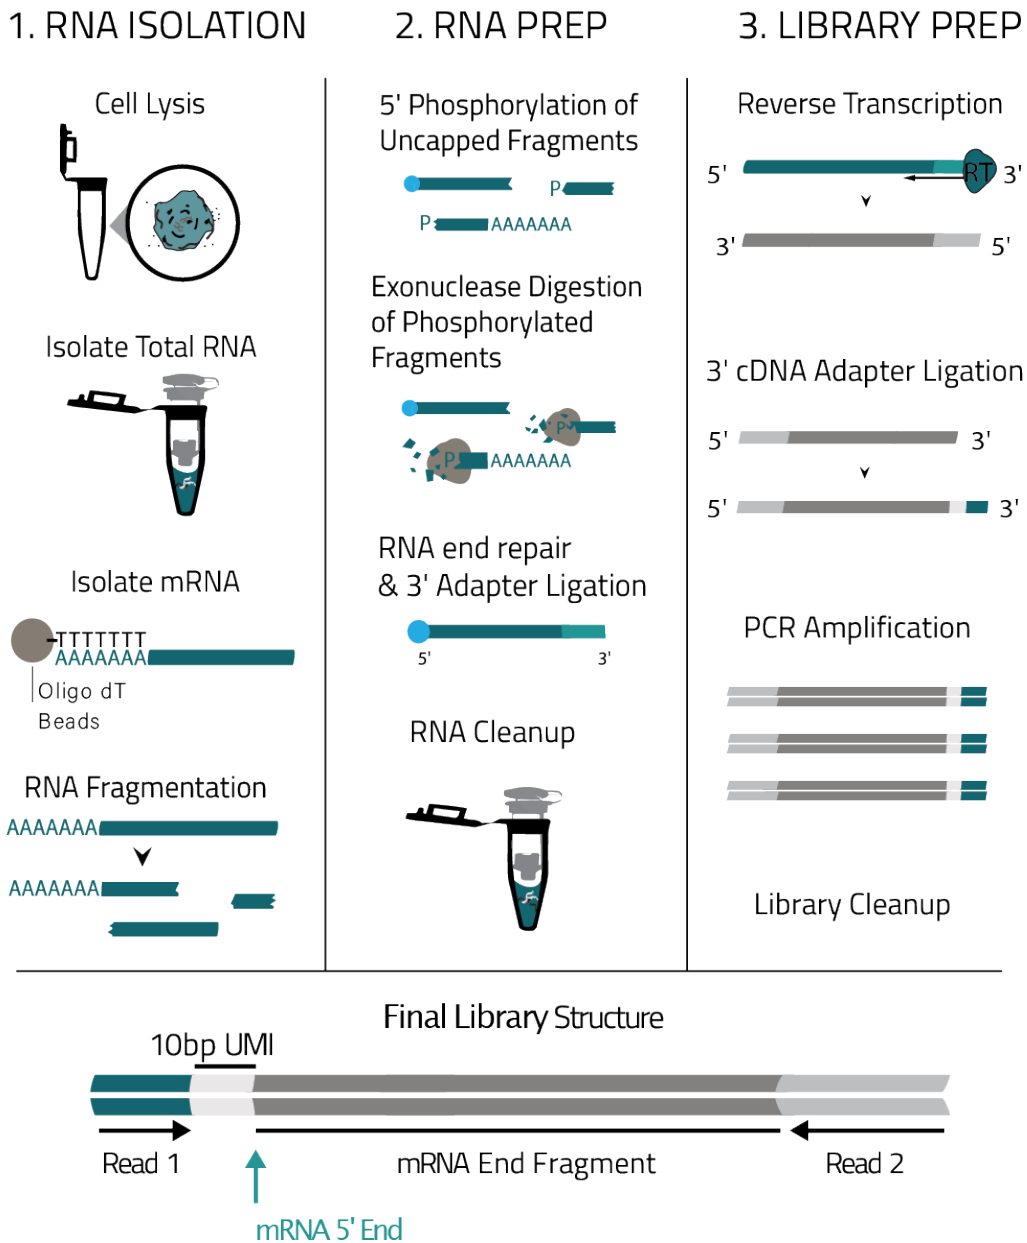 1. RNA ISOLATION
Cell Lysis
Isolate Total RNA
Isolate mRNA
TTTTTTT
AAAAAAA
Oligo dT
Beads
RNA Fragmentation
AAAAAAA
AAAAAAA
2. RNA PREP
5' Phosphorylation of
Uncapped Fragments
P
P AAAAAAA
Exonuclease Digestion
of Phosphorylated
Fragments
P
P AAAAAAA
RNA end repair
& 3' Adapter Ligation
5' 3'
RNA Cleanup
3. LIBRARY PREP
Reverse Transcription
5' RT 3'
3' 5'
3' cDNA Adapter Ligation
5' 3'
5' 3'
PCR Amplification
Library Cleanup
Final Library Structure
10bp UMI
Read 1 mRNA End Fragment Read 2
mRNA 5' End